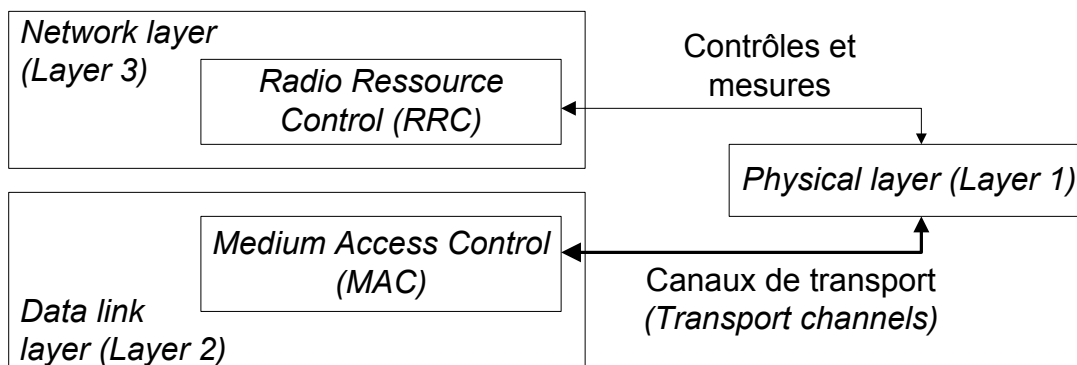 Network layer
(Layer 3)
Radio Ressource
Control (RRC)
Contrôles et
mesures
Physical layer (Layer 1)
Medium Access Control
(MAC)
Canaux de transport
(Transport channels)
Data link
layer (Layer 2)